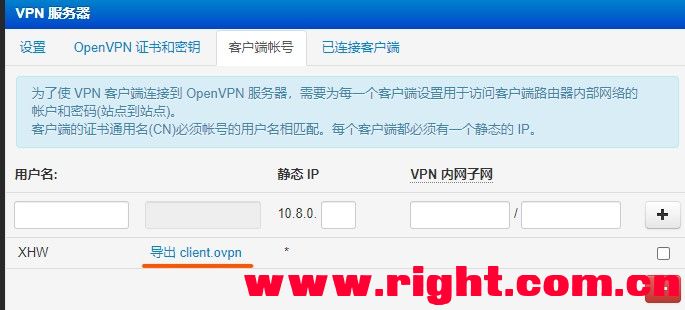 VPN 服务器
设置 OpenVPN 证书和密钥 客户端帐号 已连接客户端
为了使 VPN 客户端连接到 OpenVPN 服务器，需要为每一个客户端设置用于访问客户端路由器内部网络的
帐户和密码(站点到站点)。
客户端的证书通用名(CN)必须帐号的用户名相匹配。每个客户端都必须有一个静态的 IP。
用户名: 静态 IP VPN 内网子网
10.8.0. / +
XHW 导出 client.ovpn *
www.right.com.cn